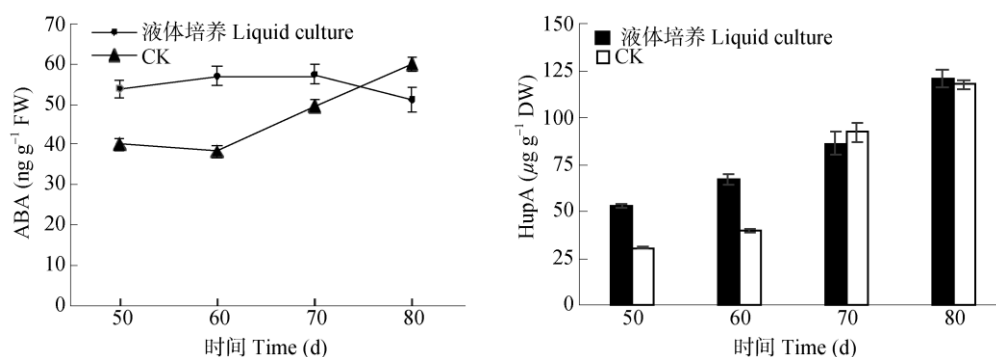 70
60
50
40
30
20
10
0
ABA (ng g⁻¹ FW)
液体培养 Liquid culture
CK
50 60 70 80
时间 Time (d)
150
125
100
75
50
25
0
HupA (µg g⁻¹ DW)
液体培养 Liquid culture
CK
50 60 70 80
时间 Time (d)